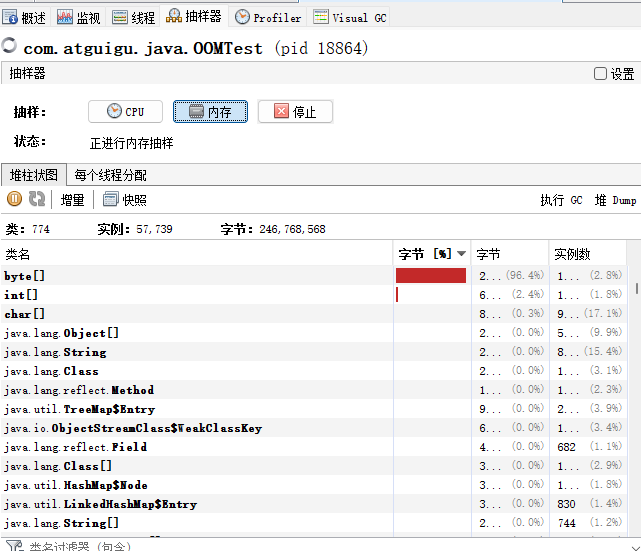 概述 监视 线程 抽样器 Profiler Visual GC
com.atguigu.java.OOMTest (pid 18864)
抽样器 设置
抽样: CPU 内存 停止
状态: 正进行内存抽样
堆柱状图 每个线程分配
增量 快照 执行 GC 堆 Dump
类: 774 实例: 57,739 字节: 246,768,568
类名 字节 [%] 字节 实例数
byte[] 2... (96.4%) 1... (2.8%)
int[] 6... (2.4%) 1... (1.8%)
char[] 8... (0.3%) 9... (17.1%)
java.lang.Object[] 2... (0.0%) 5... (9.9%)
java.lang.String 2... (0.0%) 8... (15.4%)
java.lang.Class 2... (0.0%) 1... (3.1%)
java.lang.reflect.Method 1... (0.0%) 1... (2.3%)
java.util.TreeMap$Entry 9... (0.0%) 2... (3.9%)
java.io.ObjectStreamClass$WeakClassKey 6... (0.0%) 1... (3.4%)
java.lang.reflect.Field 4... (0.0%) 682 (1.1%)
java.lang.Class[] 3... (0.0%) 1... (2.9%)
java.util.HashMap$Node 3... (0.0%) 1... (1.8%)
java.util.LinkedHashMap$Entry 3... (0.0%) 830 (1.4%)
java.lang.String[] 2... (0.0%) 744 (1.2%)
类名过滤器 (包含)